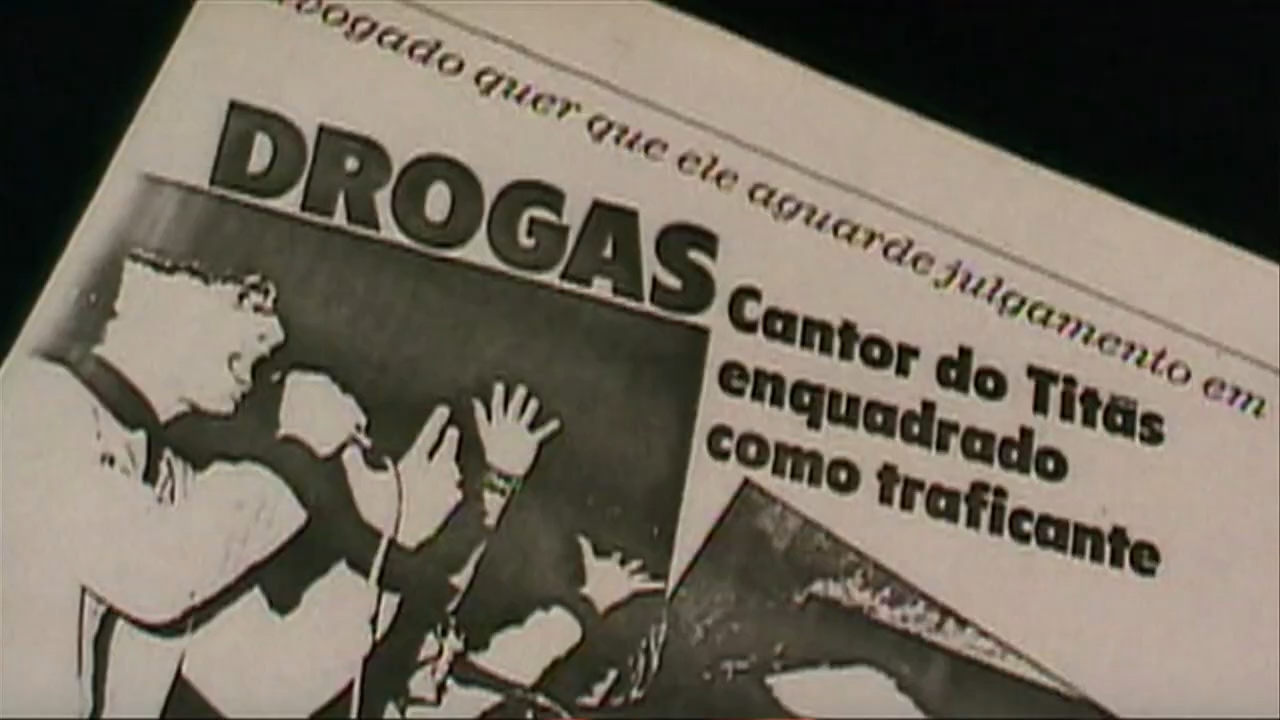 advogado quer que ele aguarde julgamento em
DROGAS
Cantor do Titãs
enquadrado
como traficante